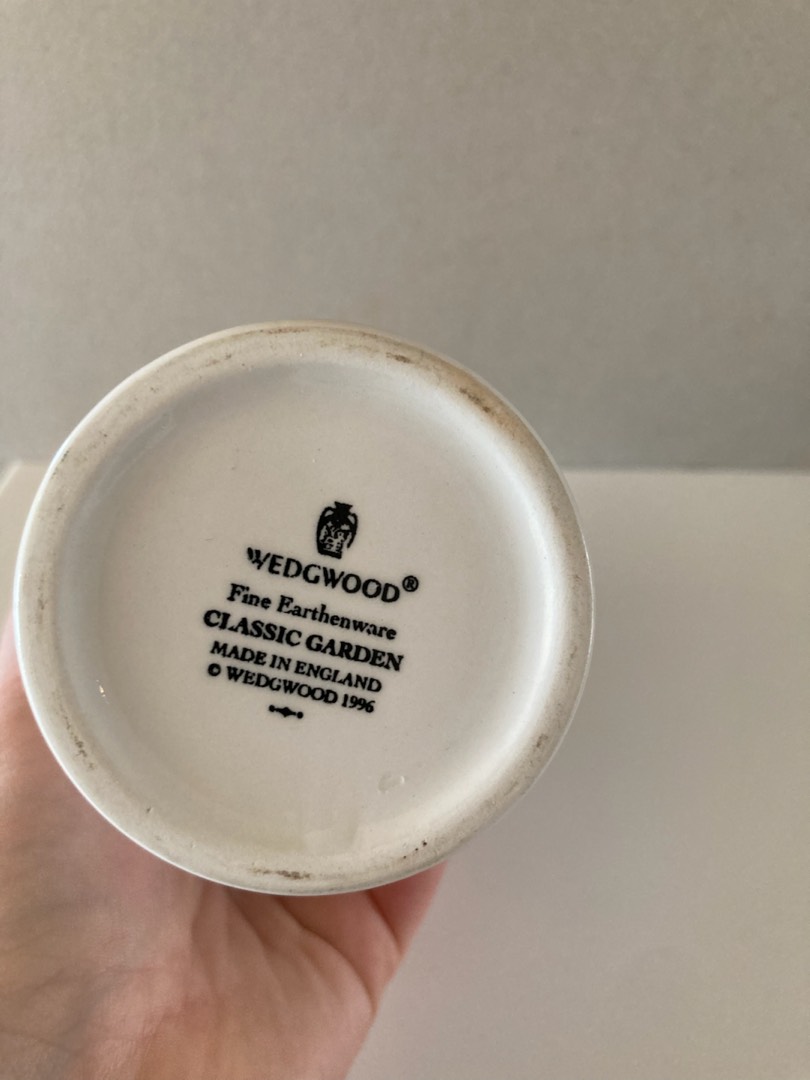 WEDGWOOD®
Fine Earthenware
CLASSIC GARDEN
MADE IN ENGLAND
© WEDGWOOD 1996